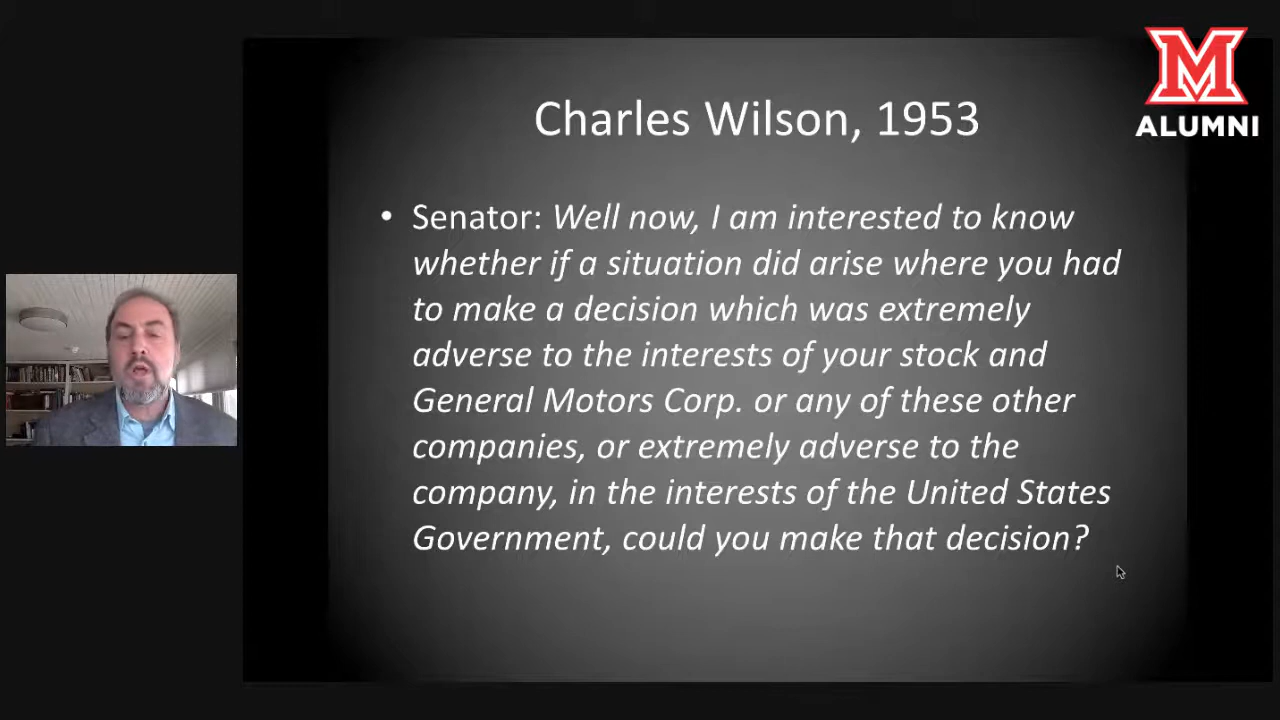 M
ALUMNI
Charles Wilson, 1953
• Senator: Well now, I am interested to know
whether if a situation did arise where you had
to make a decision which was extremely
adverse to the interests of your stock and
General Motors Corp. or any of these other
companies, or extremely adverse to the
company, in the interests of the United States
Government, could you make that decision?